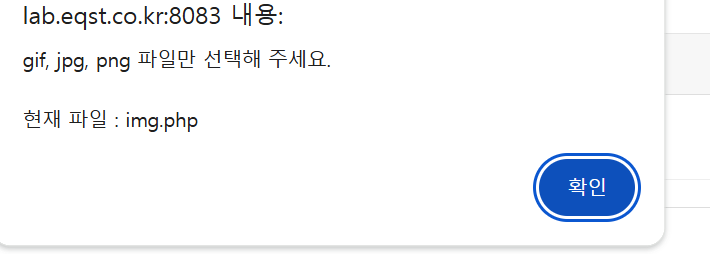 lab.eqst.co.kr:8083 내용:
gif, jpg, png 파일만 선택해 주세요.
현재 파일 : img.php
확인